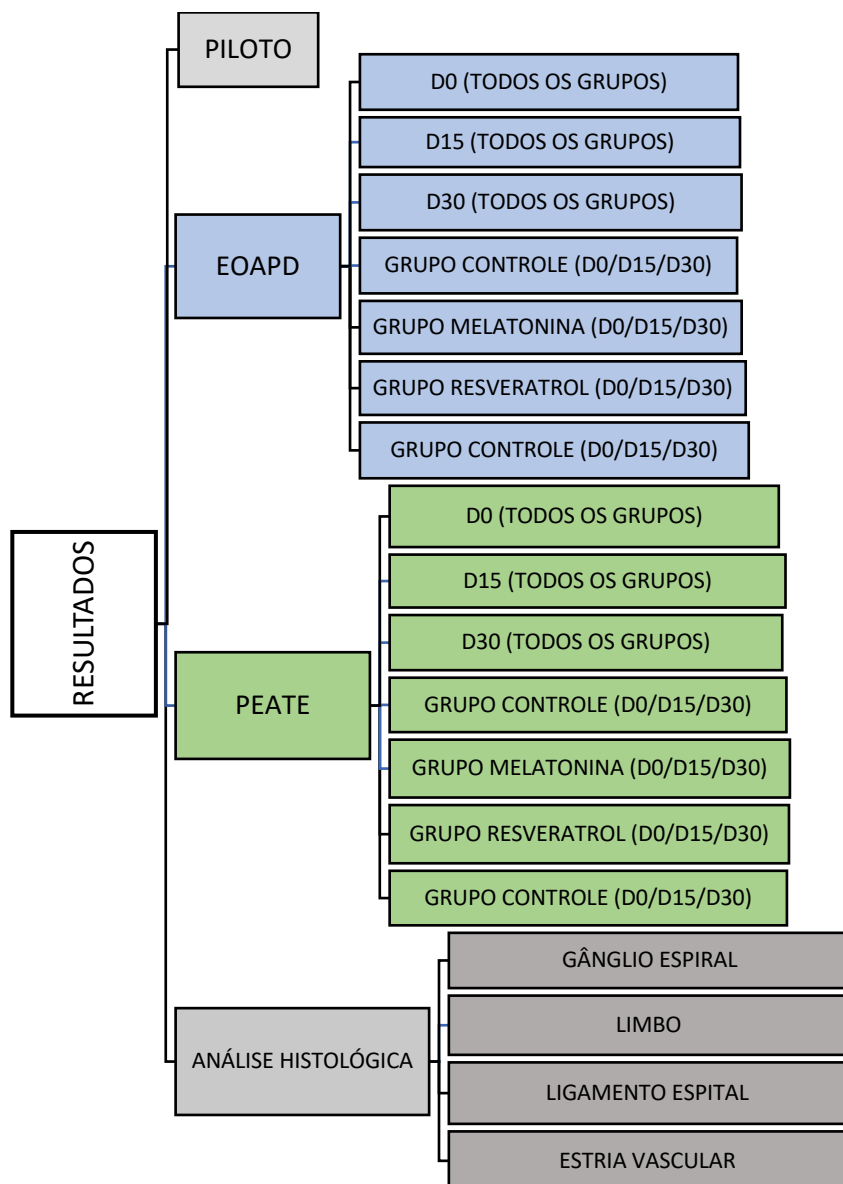 PILOTO
D0 (TODOS OS GRUPOS)
D15 (TODOS OS GRUPOS)
D30 (TODOS OS GRUPOS)
EOAPD
GRUPO CONTROLE (D0/D15/D30)
GRUPO MELATONINA (D0/D15/D30)
GRUPO RESVERATROL (D0/D15/D30)
GRUPO CONTROLE (D0/D15/D30)
RESULTADOS
D0 (TODOS OS GRUPOS)
D15 (TODOS OS GRUPOS)
D30 (TODOS OS GRUPOS)
PEATE
GRUPO CONTROLE (D0/D15/D30)
GRUPO MELATONINA (D0/D15/D30)
GRUPO RESVERATROL (D0/D15/D30)
GRUPO CONTROLE (D0/D15/D30)
GÂNGLIO ESPIRAL
LIMBO
ANÁLISE HISTOLÓGICA
LIGAMENTO ESPITAL
ESTRIA VASCULAR